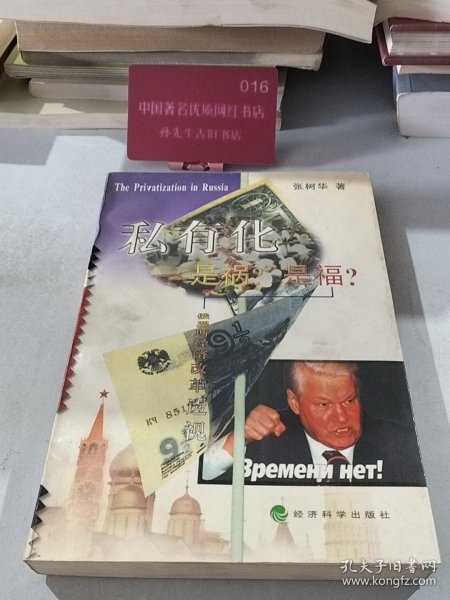 016
中国著名优质网红书店
孙先生古旧书店
The Privatization in Russia
张树华 著
私有化
是祸? 是福?
俄罗斯经济改革透视
КЧ 851
Времени нет!
经济科学出版社
孔夫子旧书网
www.kongfz.com